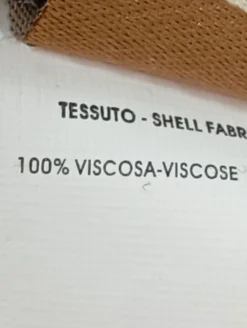 TESSUTO - SHELL FABR
100% VISCOSA-VISCOSE